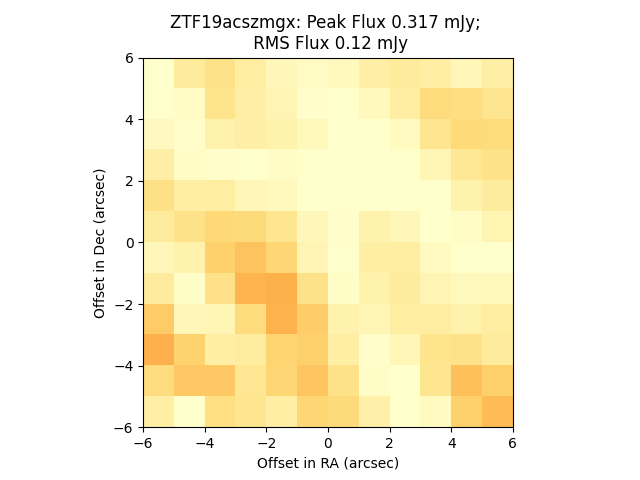 ZTF19acszmgx: Peak Flux 0.317 mJy;
RMS Flux 0.12 mJy
6
4
2
0
−2
−4
−6
Offset in Dec (arcsec)
−6 −4 −2 0 2 4 6
Offset in RA (arcsec)